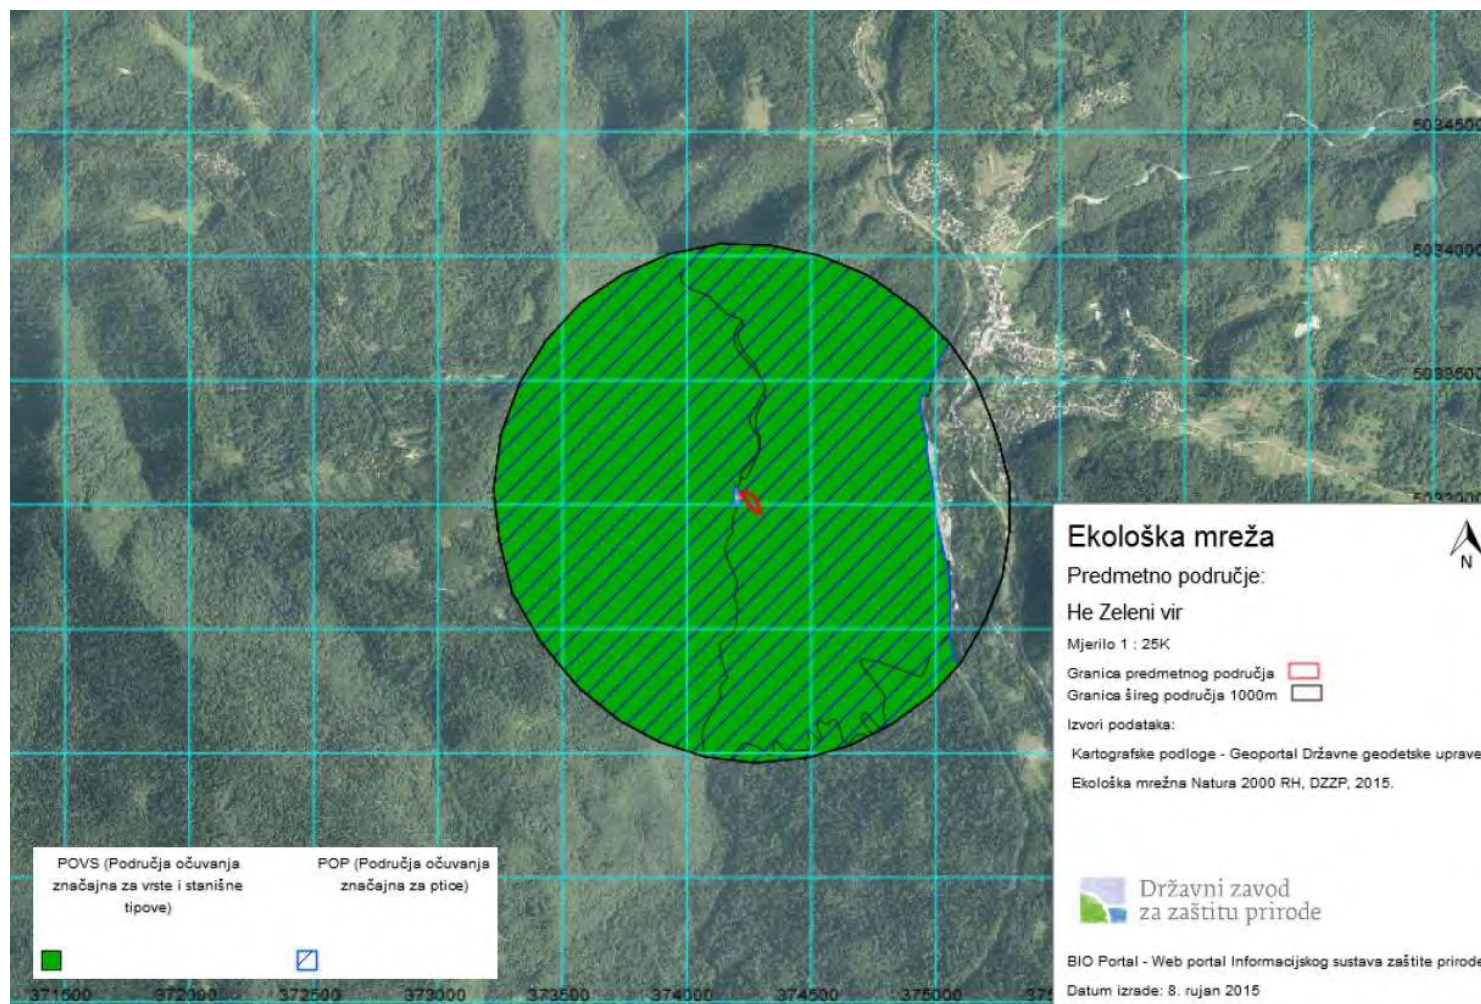 5034500
5034000
5033500
Ekološka mreža
Predmetno područje:
He Zeleni vir
Mjerilo 1 : 25K
Granica predmetnog područja
Granica šireg područja 1000m
Izvori podataka:
Kartografske podloge - Geoportal Državne geodetske uprave
Ekološka mrežna Natura 2000 RH, DZZP, 2015.
N
Državni zavod
za zaštitu prirode
BIO Portal - Web portal Informacijskog sustava zaštite prirode
Datum izrade: 8. rujan 2015
POVS (Područja očuvanja
značajna za vrste i stanišne
tipove)
POP (Područja očuvanja
značajna za ptice)
371500 372000 372500 373000 373500 374000 374500 375000